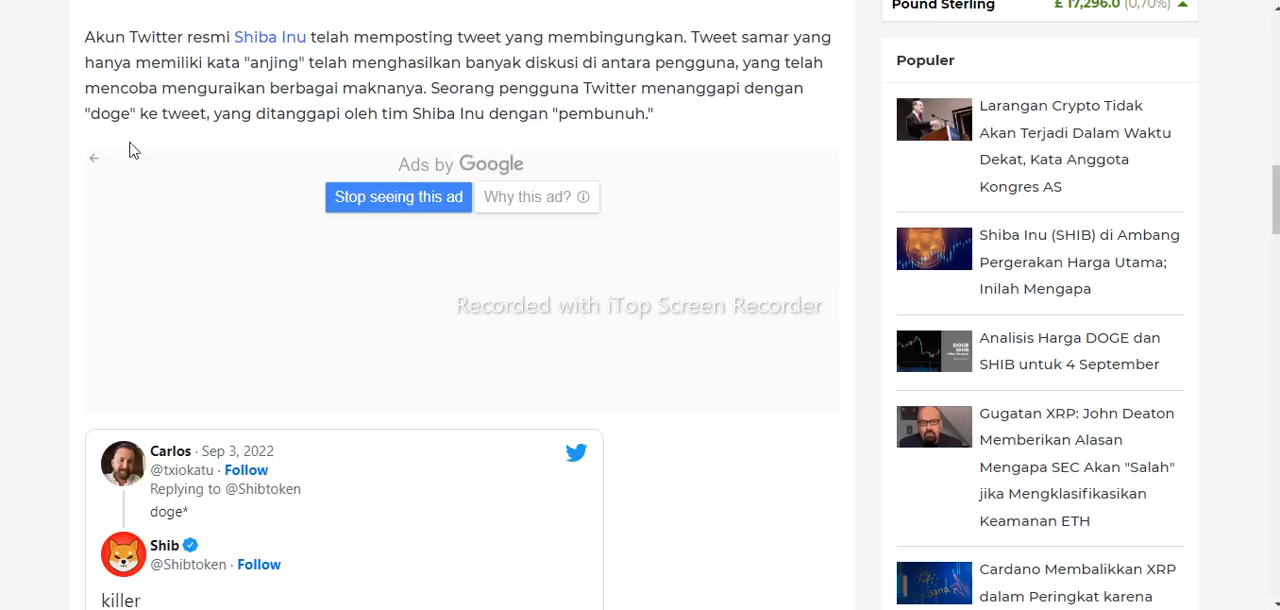 Akun Twitter resmi Shiba Inu telah memposting tweet yang membingungkan. Tweet samar yang
hanya memiliki kata "anjing" telah menghasilkan banyak diskusi di antara pengguna, yang telah
mencoba menguraikan berbagai maknanya. Seorang pengguna Twitter menanggapi dengan
"doge" ke tweet, yang ditanggapi oleh tim Shiba Inu dengan "pembunuh."
Ads by Google
Stop seeing this ad
Why this ad?
Recorded with iTop Screen Recorder
Carlos · Sep 3, 2022
@txiokatu · Follow
Replying to @Shibtoken
doge*
Shib
@Shibtoken · Follow
killer
Pound Sterling £ 17,296.0 (0,70%)
Populer
Larangan Crypto Tidak
Akan Terjadi Dalam Waktu
Dekat, Kata Anggota
Kongres AS
Shiba Inu (SHIB) di Ambang
Pergerakan Harga Utama;
Inilah Mengapa
Analisis Harga DOGE dan
SHIB untuk 4 September
Gugatan XRP: John Deaton
Memberikan Alasan
Mengapa SEC Akan "Salah"
jika Mengklasifikasikan
Keamanan ETH
Cardano Membalikkan XRP
dalam Peringkat karena